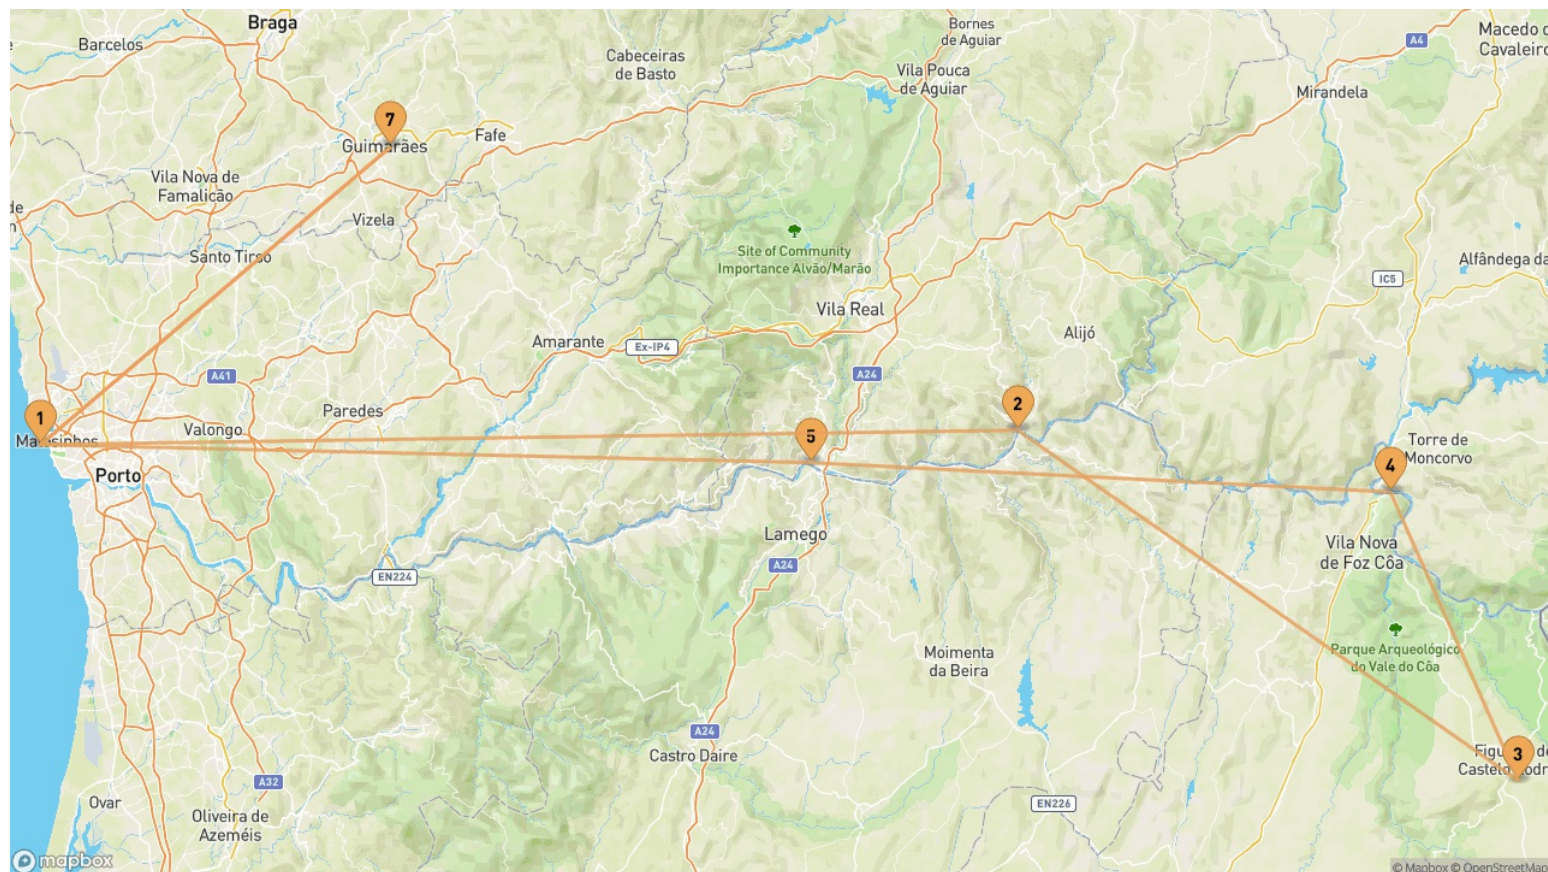 Braga
Bornes
de Aguiar
Macedo d
Cavaleiro
A4
Barcelos
Cabeceiras
de Basto
Vila Pouca
de Aguiar
Mirandela
7
Fafe
Guimarães
Vila Nova de
Famalicão
de
n
Vizela
Site of Community
Importance Alvão/Marão
Santo Tirso
Alfândega da
IC5
Vila Real
Alijó
Amarante
Ex-IP4
A41
A24
Paredes
2
1
Valongo
5
Porto
Torre de
Moncorvo
4
Lamego
Vila Nova
de Foz Côa
A24
EN224
Moimenta
da Beira
Parque Arqueológico
do Vale do Côa
A24
Castro Daire
3
A32
Ovar
EN226
Oliveira de
Azeméis
mapbox
© Mapbox © OpenStreetMap